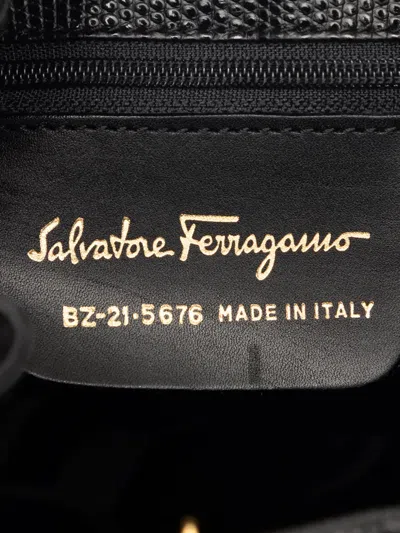 Salvatore Ferragamo
BZ-21·5676 MADE IN ITALY